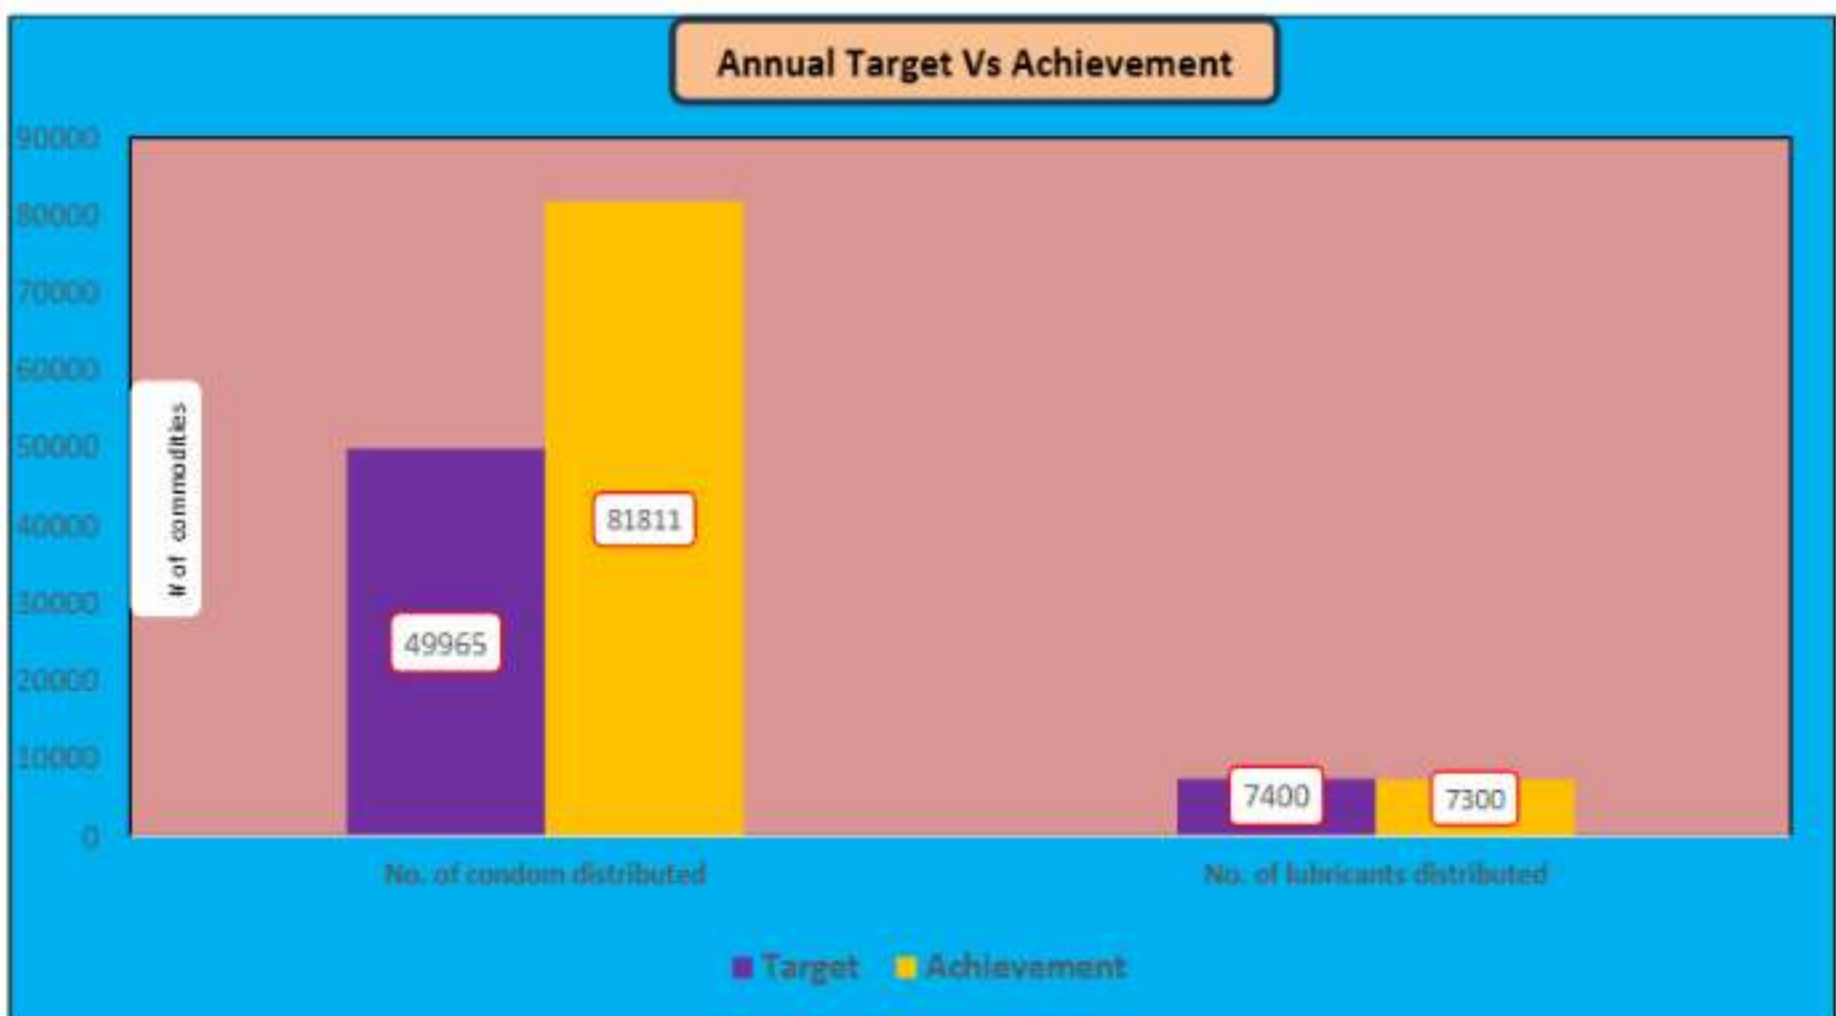 Annual Target Vs Achievement
90000
80000
70000
60000
50000
40000
30000
20000
10000
0
# of commodities
49965
81811
7400
7300
No. of condom distributed
No. of lubricants distributed
Target
Achievement